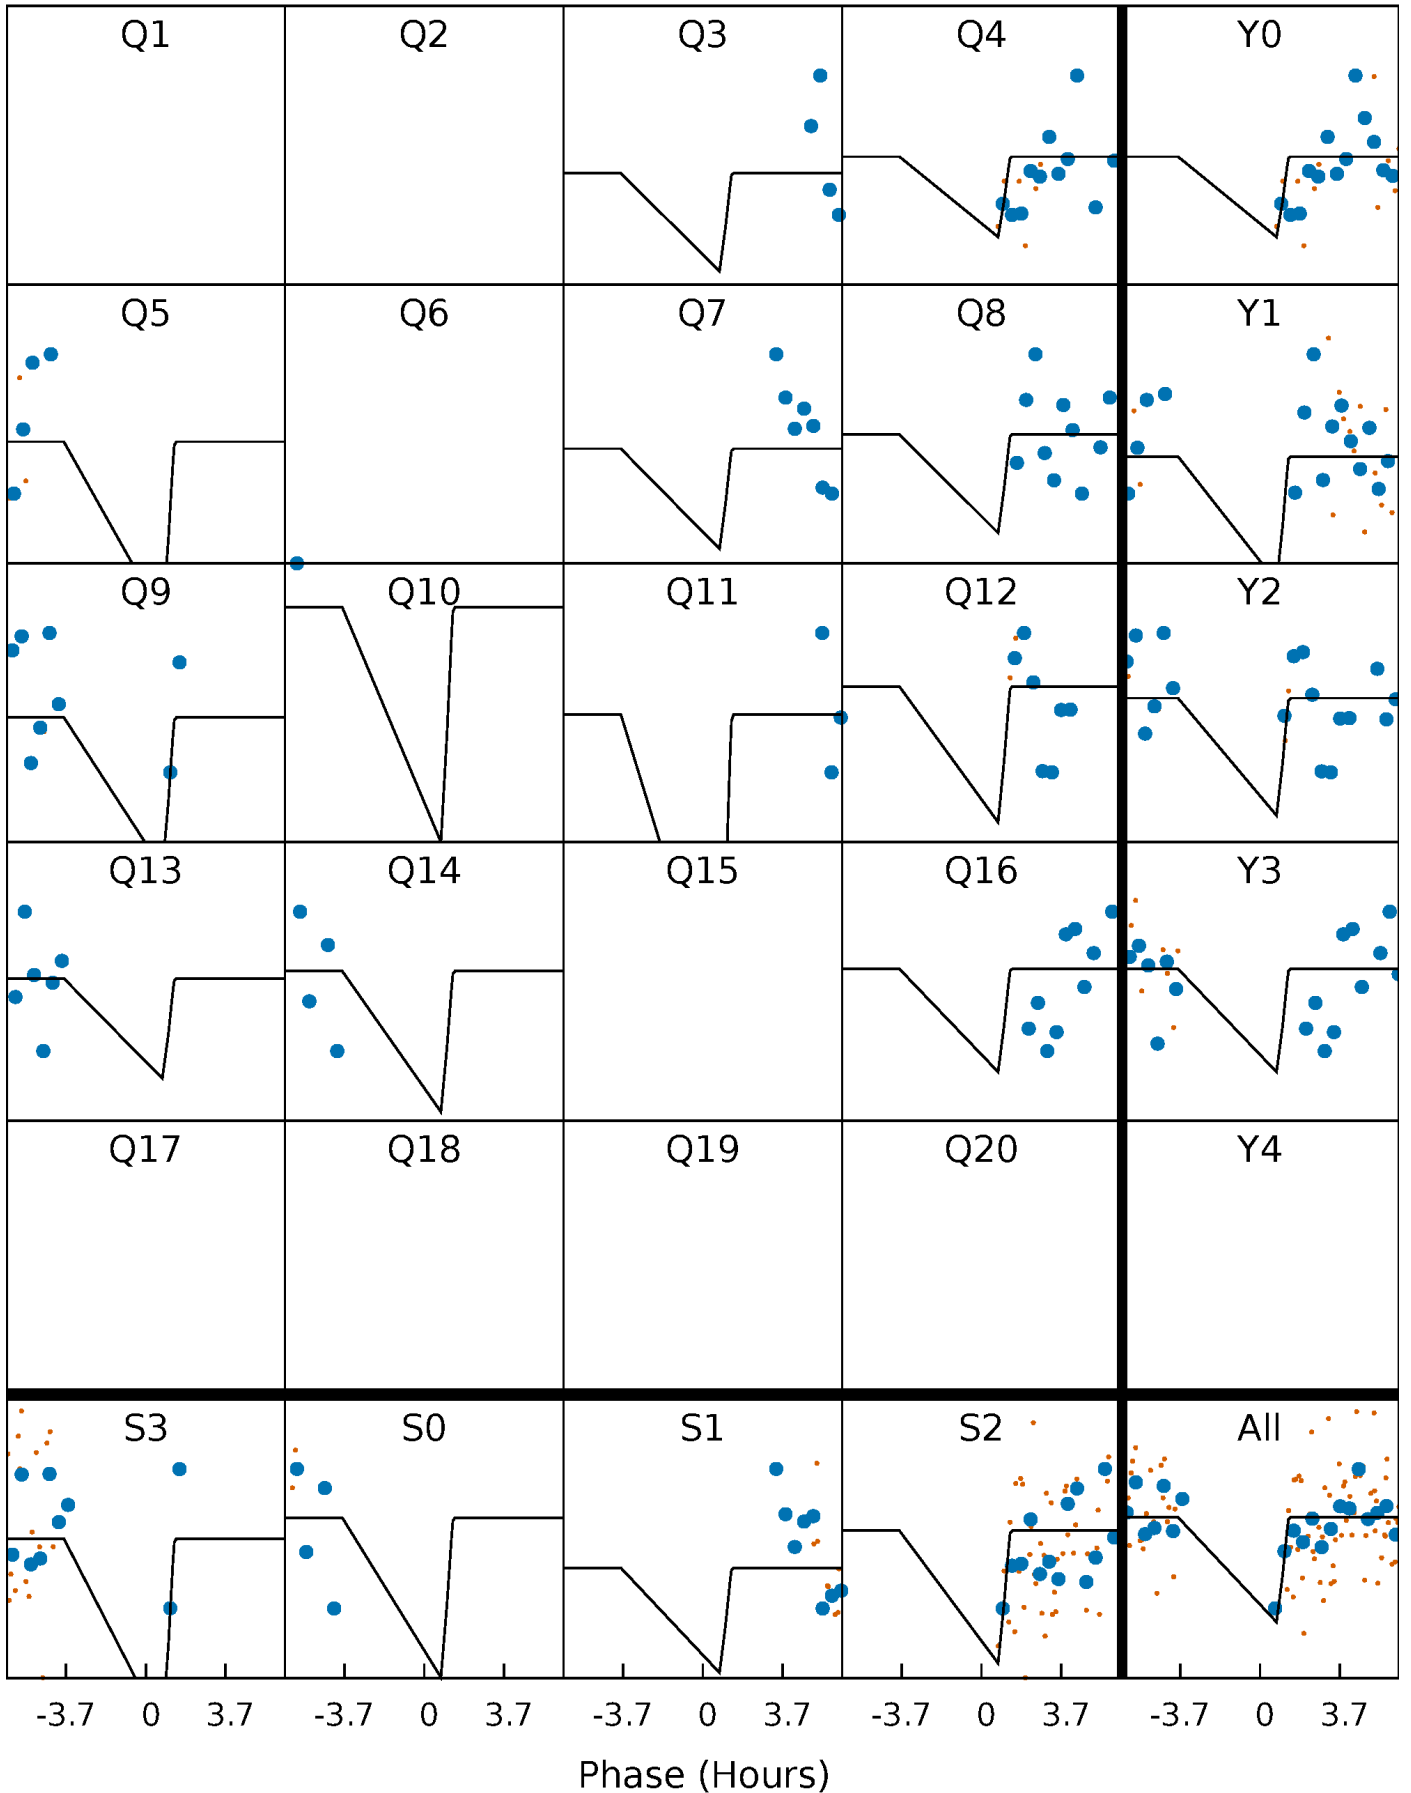 Q1 Q2 Q3 Q4 Y0
Q5 Q6 Q7 Q8 Y1
Q9 Q10 Q11 Q12 Y2
Q13 Q14 Q15 Q16 Y3
Q17 Q18 Q19 Q20 Y4
S3 S0 S1 S2 All
-3.7 0 3.7 -3.7 0 3.7 -3.7 0 3.7 -3.7 0 3.7 -3.7 0 3.7
Phase (Hours)